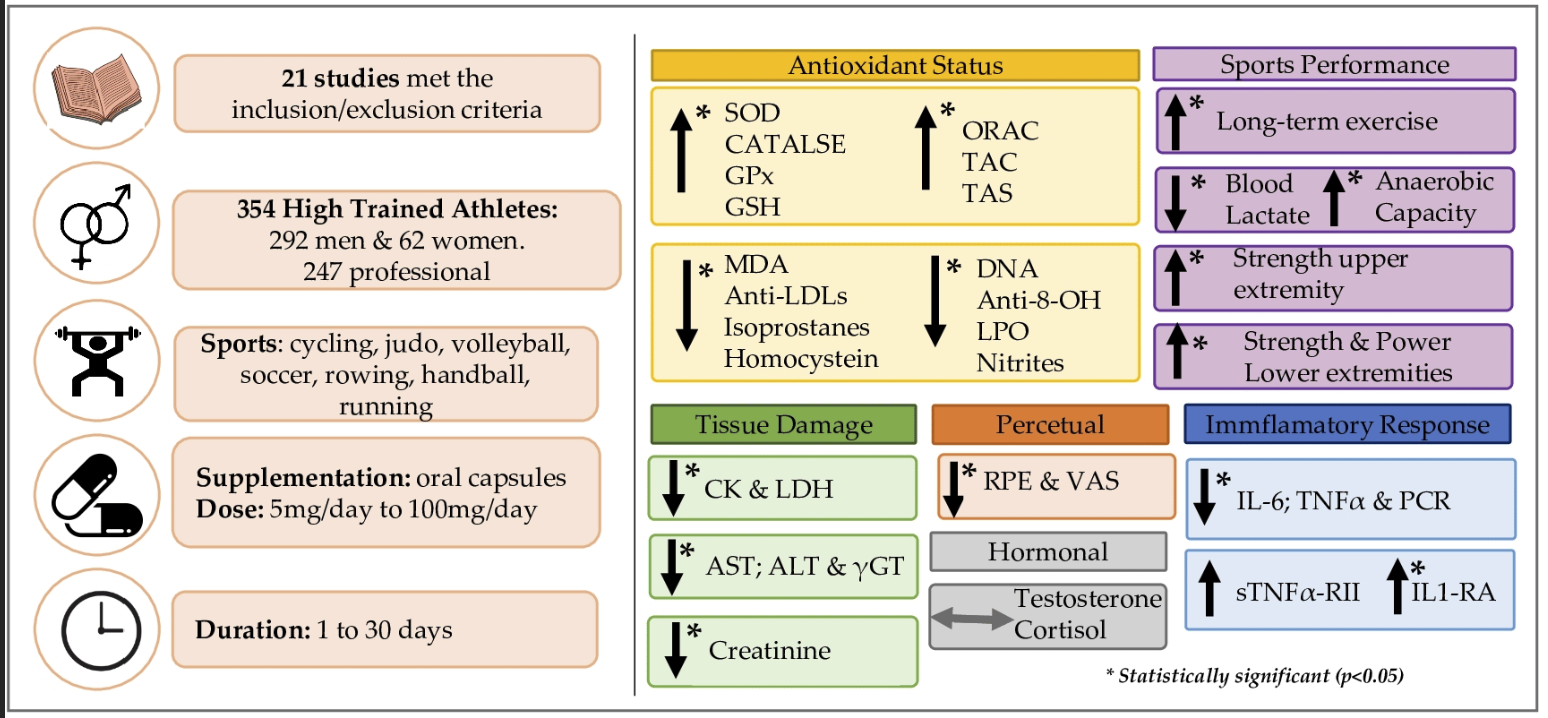 21 studies met the
inclusion/exclusion criteria
354 High Trained Athletes:
292 men & 62 women.
247 professional
Sports: cycling, judo, volleyball,
soccer, rowing, handball,
running
Supplementation: oral capsules
Dose: 5mg/day to 100mg/day
Duration: 1 to 30 days
Antioxidant Status
* SOD
CATALSE
GPx
GSH
* ORAC
TAC
TAS
* MDA
Anti-LDLs
Isoprostanes
Homocystein
* DNA
Anti-8-OH
LPO
Nitrites
Sports Performance
* Long-term exercise
* Blood
Lactate
* Anaerobic
Capacity
* Strength upper
extremity
* Strength & Power
Lower extremities
Tissue Damage
* CK & LDH
* AST; ALT & γGT
* Creatinine
Percetual
* RPE & VAS
Hormonal
Testosterone
Cortisol
Immflamatory Response
* IL-6; TNFα & PCR
sTNFα-RII
* IL1-RA
* Statistically significant (p<0.05)